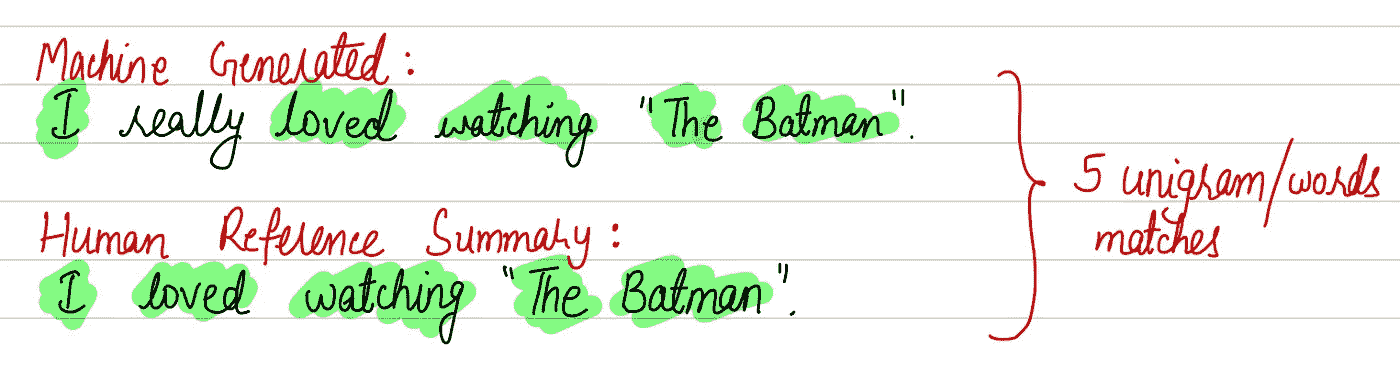 Machine Generated:
I really loved watching "The Batman".
5 unigram/words
matches
Human Reference Summary:
I loved watching "The Batman".